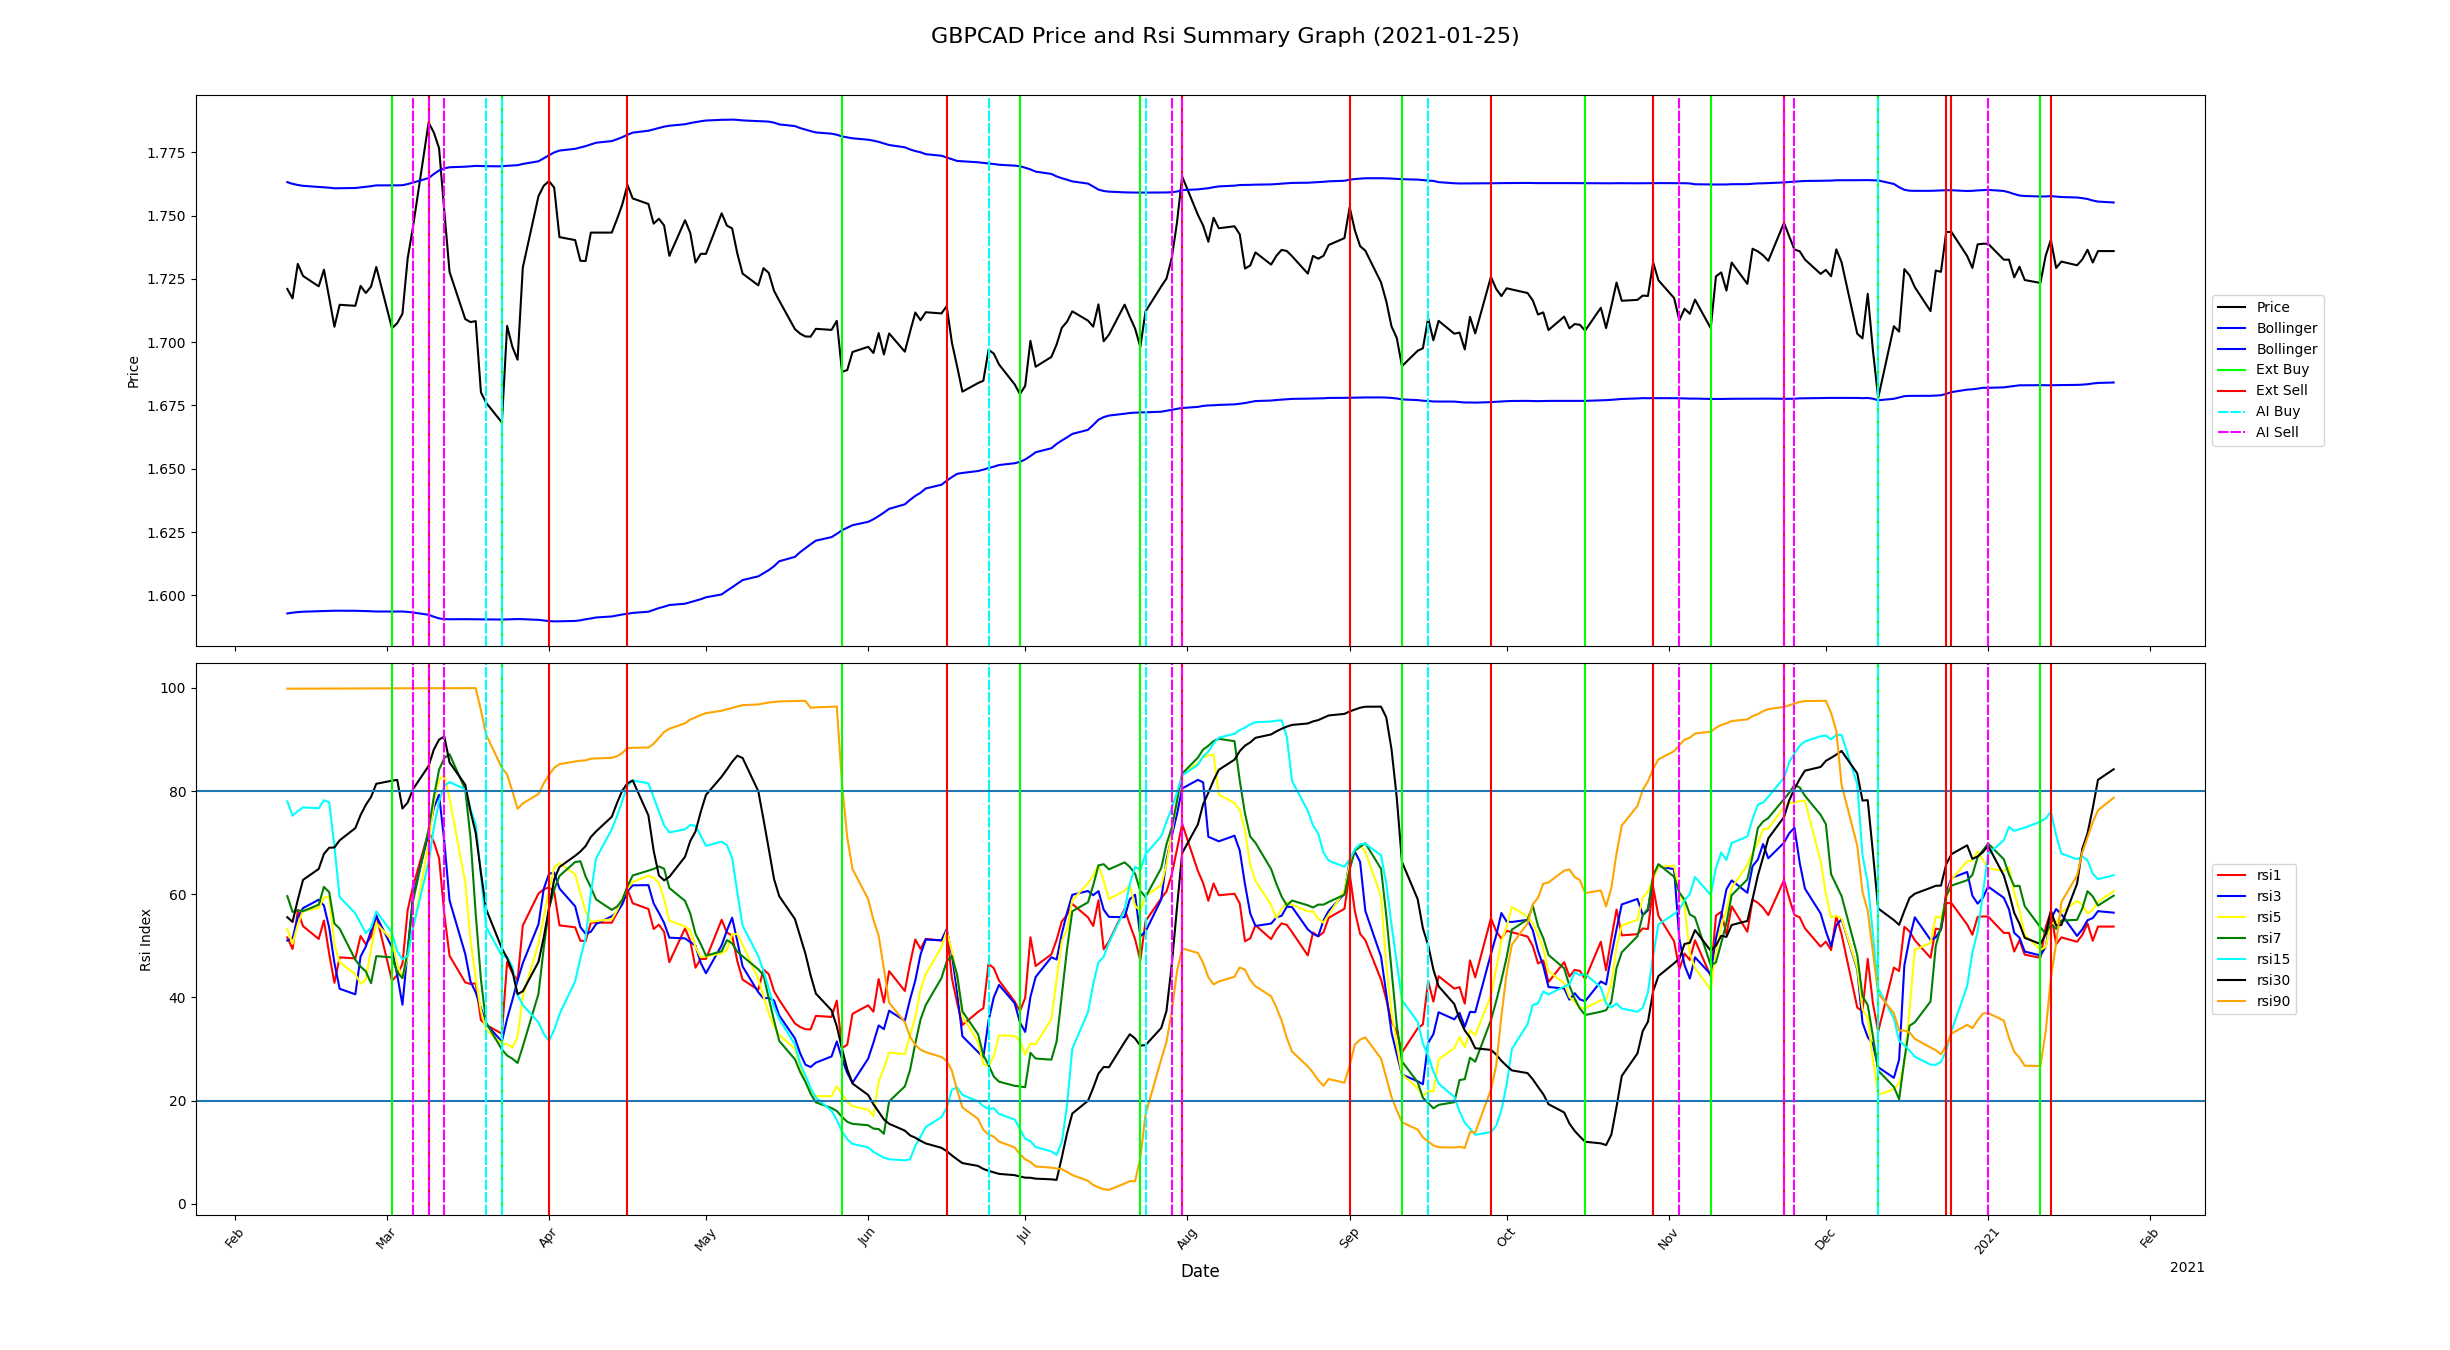 GBPCAD Price and Rsi Summary Graph (2021-01-25)
Price
1.775
1.750
1.725
1.700
1.675
1.650
1.625
1.600
Price
Bollinger
Bollinger
Ext Buy
Ext Sell
AI Buy
AI Sell
Rsi Index
100
80
60
40
20
0
rsi1
rsi3
rsi5
rsi7
rsi15
rsi30
rsi90
Feb Mar Apr May Jun Jul Aug Sep Oct Nov Dec 2021 Feb
Date
2021